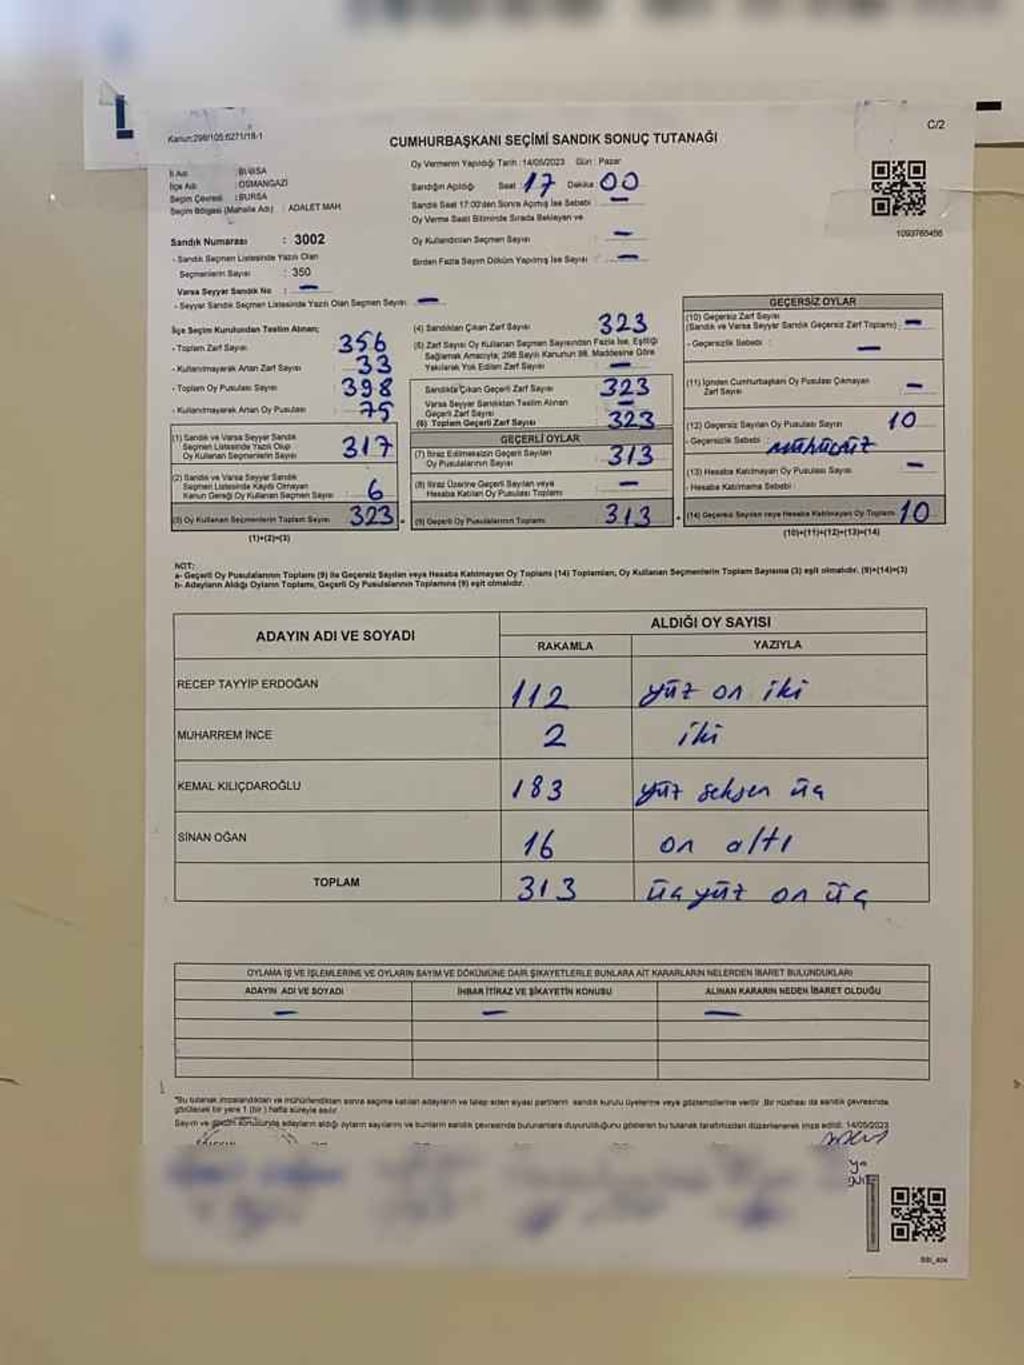 Kanun:298/105:6271/18-1
C/2
CUMHURBAŞKANI SEÇİMİ SANDIK SONUÇ TUTANAĞI
İl Adı : BURSA
İlçe Adı : OSMANGAZİ
Seçim Çevresi : BURSA
Seçim Bölgesi (Mahalle Adı) : ADALET MAH.
Sandık Numarası : 3002
- Sandık Seçmen Listesinde Yazılı Olan
Seçmenlerin Sayısı : 350
Varsa Seyyar Sandık No : —
- Seyyar Sandık Seçmen Listesinde Yazılı Olan Seçmen Sayısı : —
Oy Vermenin Yapıldığı Tarih : 14/05/2023 Gün : Pazar
Sandığın Açıldığı Saat : 17 Dakika : 00
Sandık Saat 17:00'den Sonra Açılmış İse Sebebi : —
Oy Verme Saati Bitiminde Sırada Bekleyen ve
Oy Kullandırılan Seçmen Sayısı : —
Birden Fazla Sayım Döküm Yapılmış İse Sayısı : —
1093765456
İlçe Seçim Kurulundan Teslim Alınan;
- Toplam Zarf Sayısı : 356
- Kullanılmayarak Artan Zarf Sayısı : 33
- Toplam Oy Pusulası Sayısı : 398
- Kullanılmayarak Artan Oy Pusulası : 75
(1) Sandık ve Varsa Seyyar Sandık
Seçmen Listesinde Yazılı Olup
Oy Kullanan Seçmenlerin Sayısı : 317
(2) Sandık ve Varsa Seyyar Sandık
Seçmen Listesinde Kaydı Olmayan
Kanun Gereği Oy Kullanan Seçmen Sayısı : 6
(3) Oy Kullanan Seçmenlerin Toplam Sayısı : 323
(1)+(2)=(3)
(4) Sandıktan Çıkan Zarf Sayısı : 323
(5) Zarf Sayısı Oy Kullanan Seçmen Sayısından Fazla İse, Eşitliği
Sağlamak Amacıyla; 298 Sayılı Kanunun 98. Maddesine Göre
Yakılarak Yok Edilen Zarf Sayısı : —
Sandıkta Çıkan Geçerli Zarf Sayısı : 323
Varsa Seyyar Sandıktan Teslim Alınan
Geçerli Zarf Sayısı : —
(6) Toplam Geçerli Zarf Sayısı : 323
GEÇERLİ OYLAR
(7) İtiraz Edilmeksizin Geçerli Sayılan
Oy Pusulalarının Sayısı : 313
(8) İtiraz Üzerine Geçerli Sayılan veya
Hesaba Katılan Oy Pusulası Toplamı : —
(9) Geçerli Oy Pusulalarının Toplamı : 313
GEÇERSİZ OYLAR
(10) Geçersiz Zarf Sayısı
(Sandık ve Varsa Seyyar Sandık Geçersiz Zarf Toplamı) : —
- Geçersizlik Sebebi : —
(11) İçinden Cumhurbaşkanı Oy Pusulası Çıkmayan
Zarf Sayısı : —
(12) Geçersiz Sayılan Oy Pusulası Sayısı : 10
- Geçersizlik Sebebi : MÜHÜRSÜZ
(13) Hesaba Katılmayan Oy Pusulası Sayısı : —
- Hesaba Katılmama Sebebi :
(14) Geçersiz Sayılan veya Hesaba Katılmayan Oy Toplamı : 10
(10)+(11)+(12)+(13)=(14)
NOT:
a- Geçerli Oy Pusulalarının Toplamı (9) ile Geçersiz Sayılan veya Hesaba Katılmayan Oy Toplamı (14) Toplamları, Oy Kullanan Seçmenlerin Toplam Sayısına (3) eşit olmalıdır. (9)+(14)=(3)
b- Adayların Aldığı Oyların Toplamı, Geçerli Oy Pusulalarının Toplamına (9) eşit olmalıdır.
ADAYIN ADI VE SOYADI
ALDIĞI OY SAYISI
RAKAMLA YAZIYLA
RECEP TAYYİP ERDOĞAN 112 yüz on iki
MUHARREM İNCE 2 iki
KEMAL KILIÇDAROĞLU 183 yüz seksen üç
SİNAN OĞAN 16 on altı
TOPLAM 313 üçyüz on üç
OYLAMA İŞ VE İŞLEMLERİNE VE OYLARIN SAYIM VE DÖKÜMÜNE DAİR ŞİKAYETLERLE BUNLARA AİT KARARLARIN NELERDEN İBARET BULUNDUKLARI
ADAYIN ADI VE SOYADI İHBAR İTİRAZ VE ŞİKAYETİN KONUSU ALINAN KARARIN NEDEN İBARET OLDUĞU
— — —
*Bu tutanak imzalandıktan ve mühürlendikten sonra seçime katılan adayların ve talep eden siyasi partilerin sandık kurulu üyelerine veya gözlemcilerine verilir. Bir nüshası da sandık çevresinde
görülecek bir yere 1 (bir) hafta süreyle asılır.
Sayım ve döküm sonucunda adayların aldığı oyların sayılarını ve bunların sandık çevresinde bulunanlara duyurulduğunu gösteren bu tutanak tarafımızdan düzenlenerek imza edildi. 14/05/2023